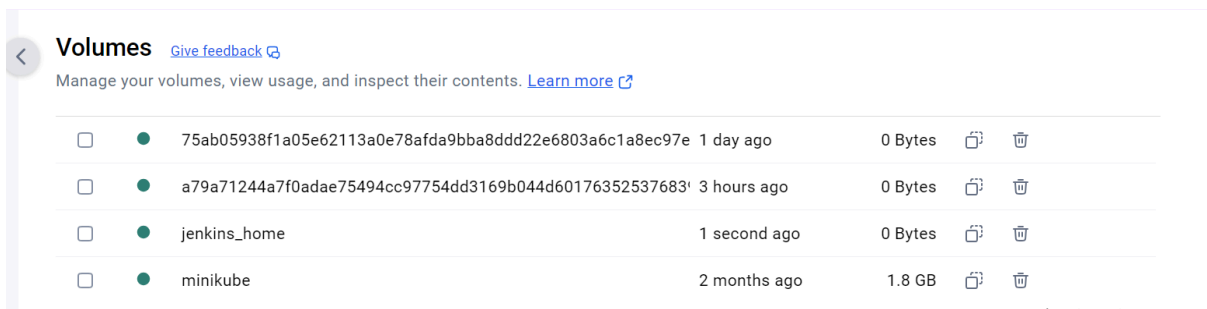 Volumes Give feedback
Manage your volumes, view usage, and inspect their contents. Learn more
75ab05938f1a05e62113a0e78afda9bba8ddd22e6803a6c1a8ec97e 1 day ago 0 Bytes
a79a71244a7f0adae75494cc97754dd3169b044d60176352537683 3 hours ago 0 Bytes
jenkins_home 1 second ago 0 Bytes
minikube 2 months ago 1.8 GB